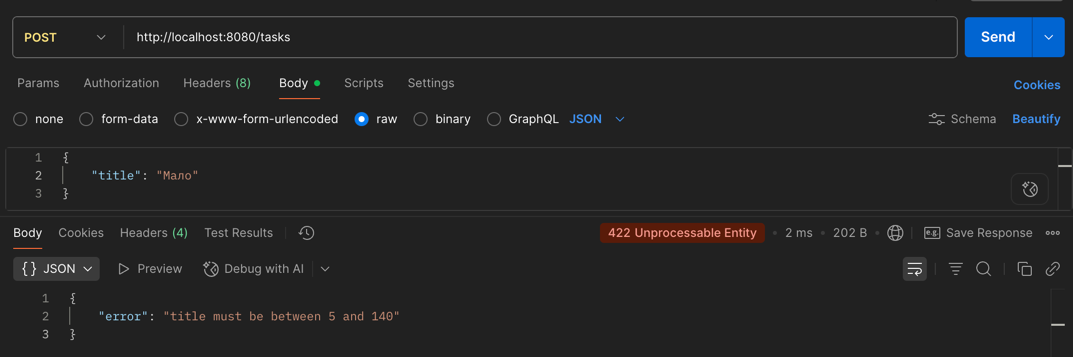 POST http://localhost:8080/tasks Send
Params Authorization Headers (8) Body Scripts Settings Cookies
none form-data x-www-form-urlencoded raw binary GraphQL JSON Schema Beautify
1 {
2 "title": "Мало"
3 }
Body Cookies Headers (4) Test Results 422 Unprocessable Entity • 2 ms • 202 B • e.g. Save Response
{} JSON Preview Debug with AI
1 {
2 "error": "title must be between 5 and 140"
3 }